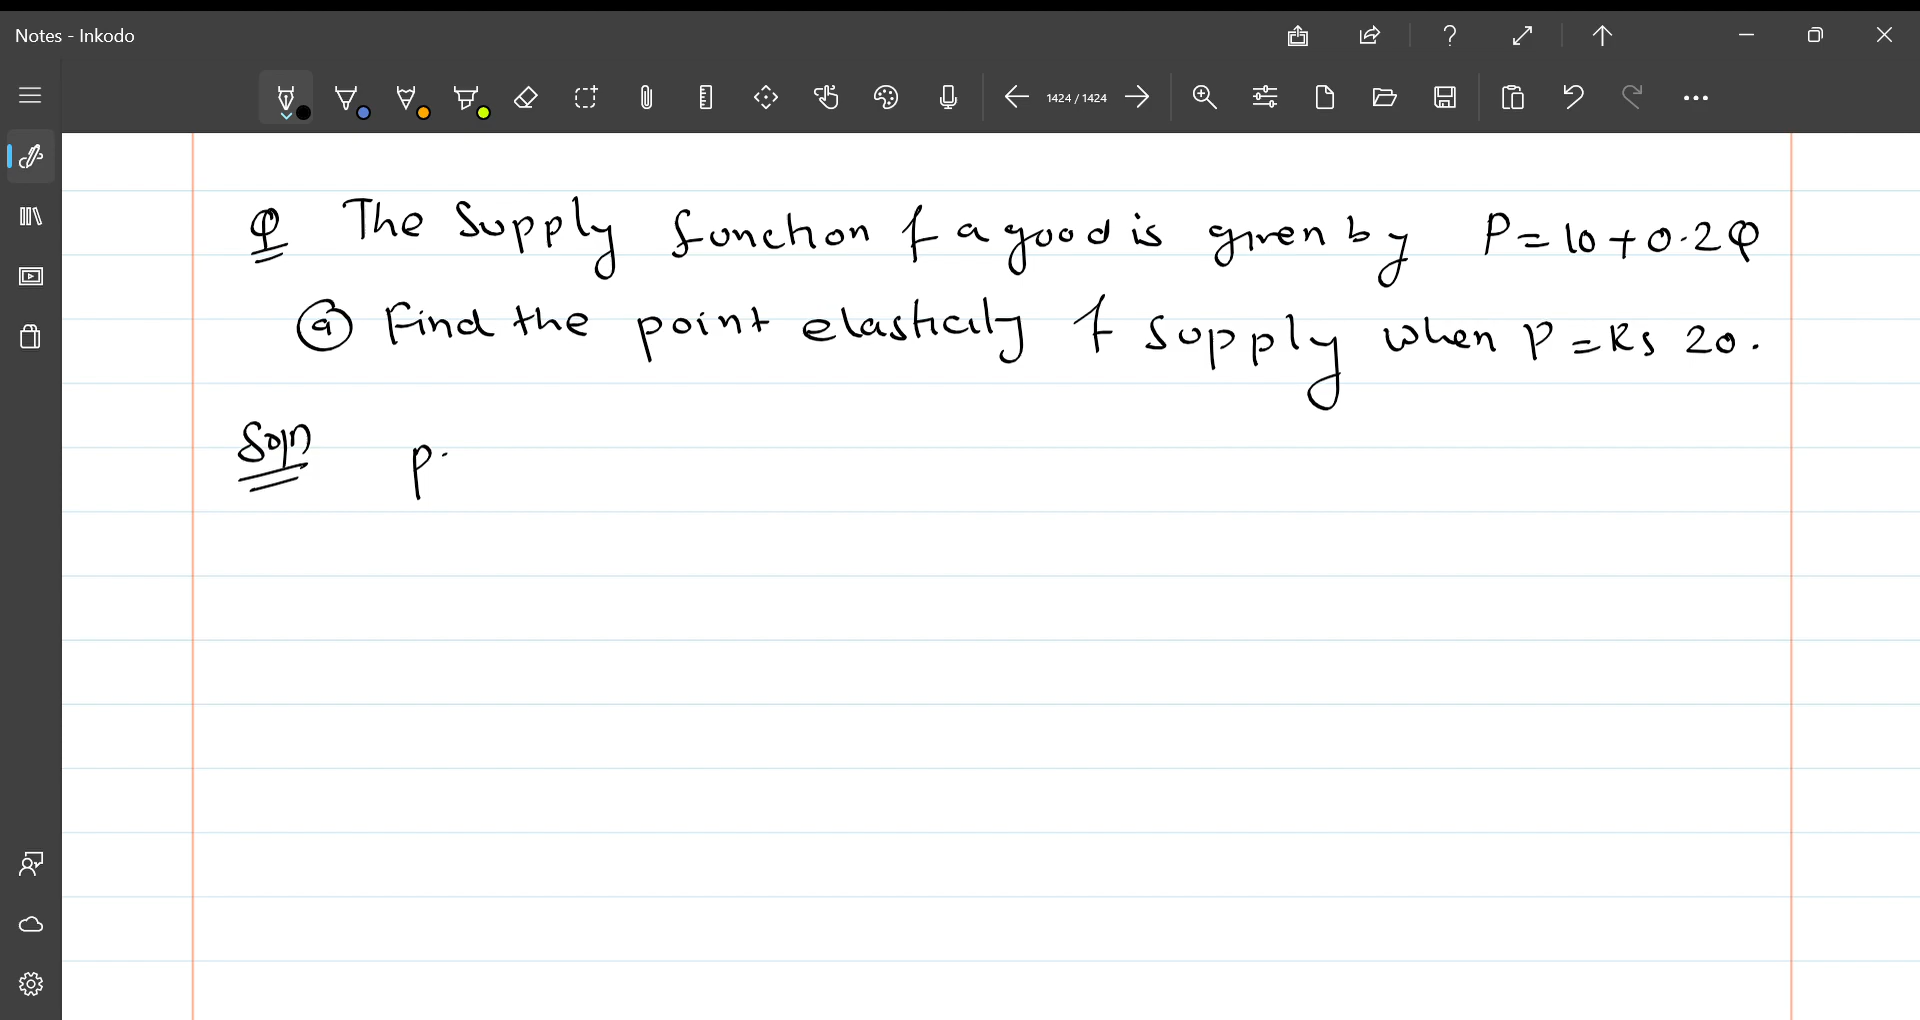 Notes - Inkodo
1424 / 1424
Q The Supply function of a good is given by P = 10 + 0.2Q
(a) Find the point elasticity of supply when P = Rs 20.
Soln P.